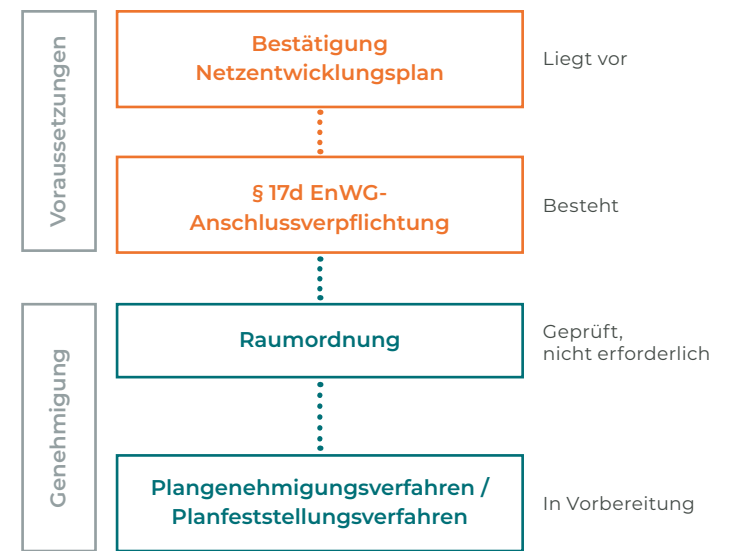 Voraussetzungen
Bestätigung
Netzentwicklungsplan
Liegt vor
§ 17d EnWG-
Anschlussverpflichtung
Besteht
Genehmigung
Raumordnung
Geprüft,
nicht erforderlich
Plangenehmigungsverfahren /
Planfeststellungsverfahren
In Vorbereitung